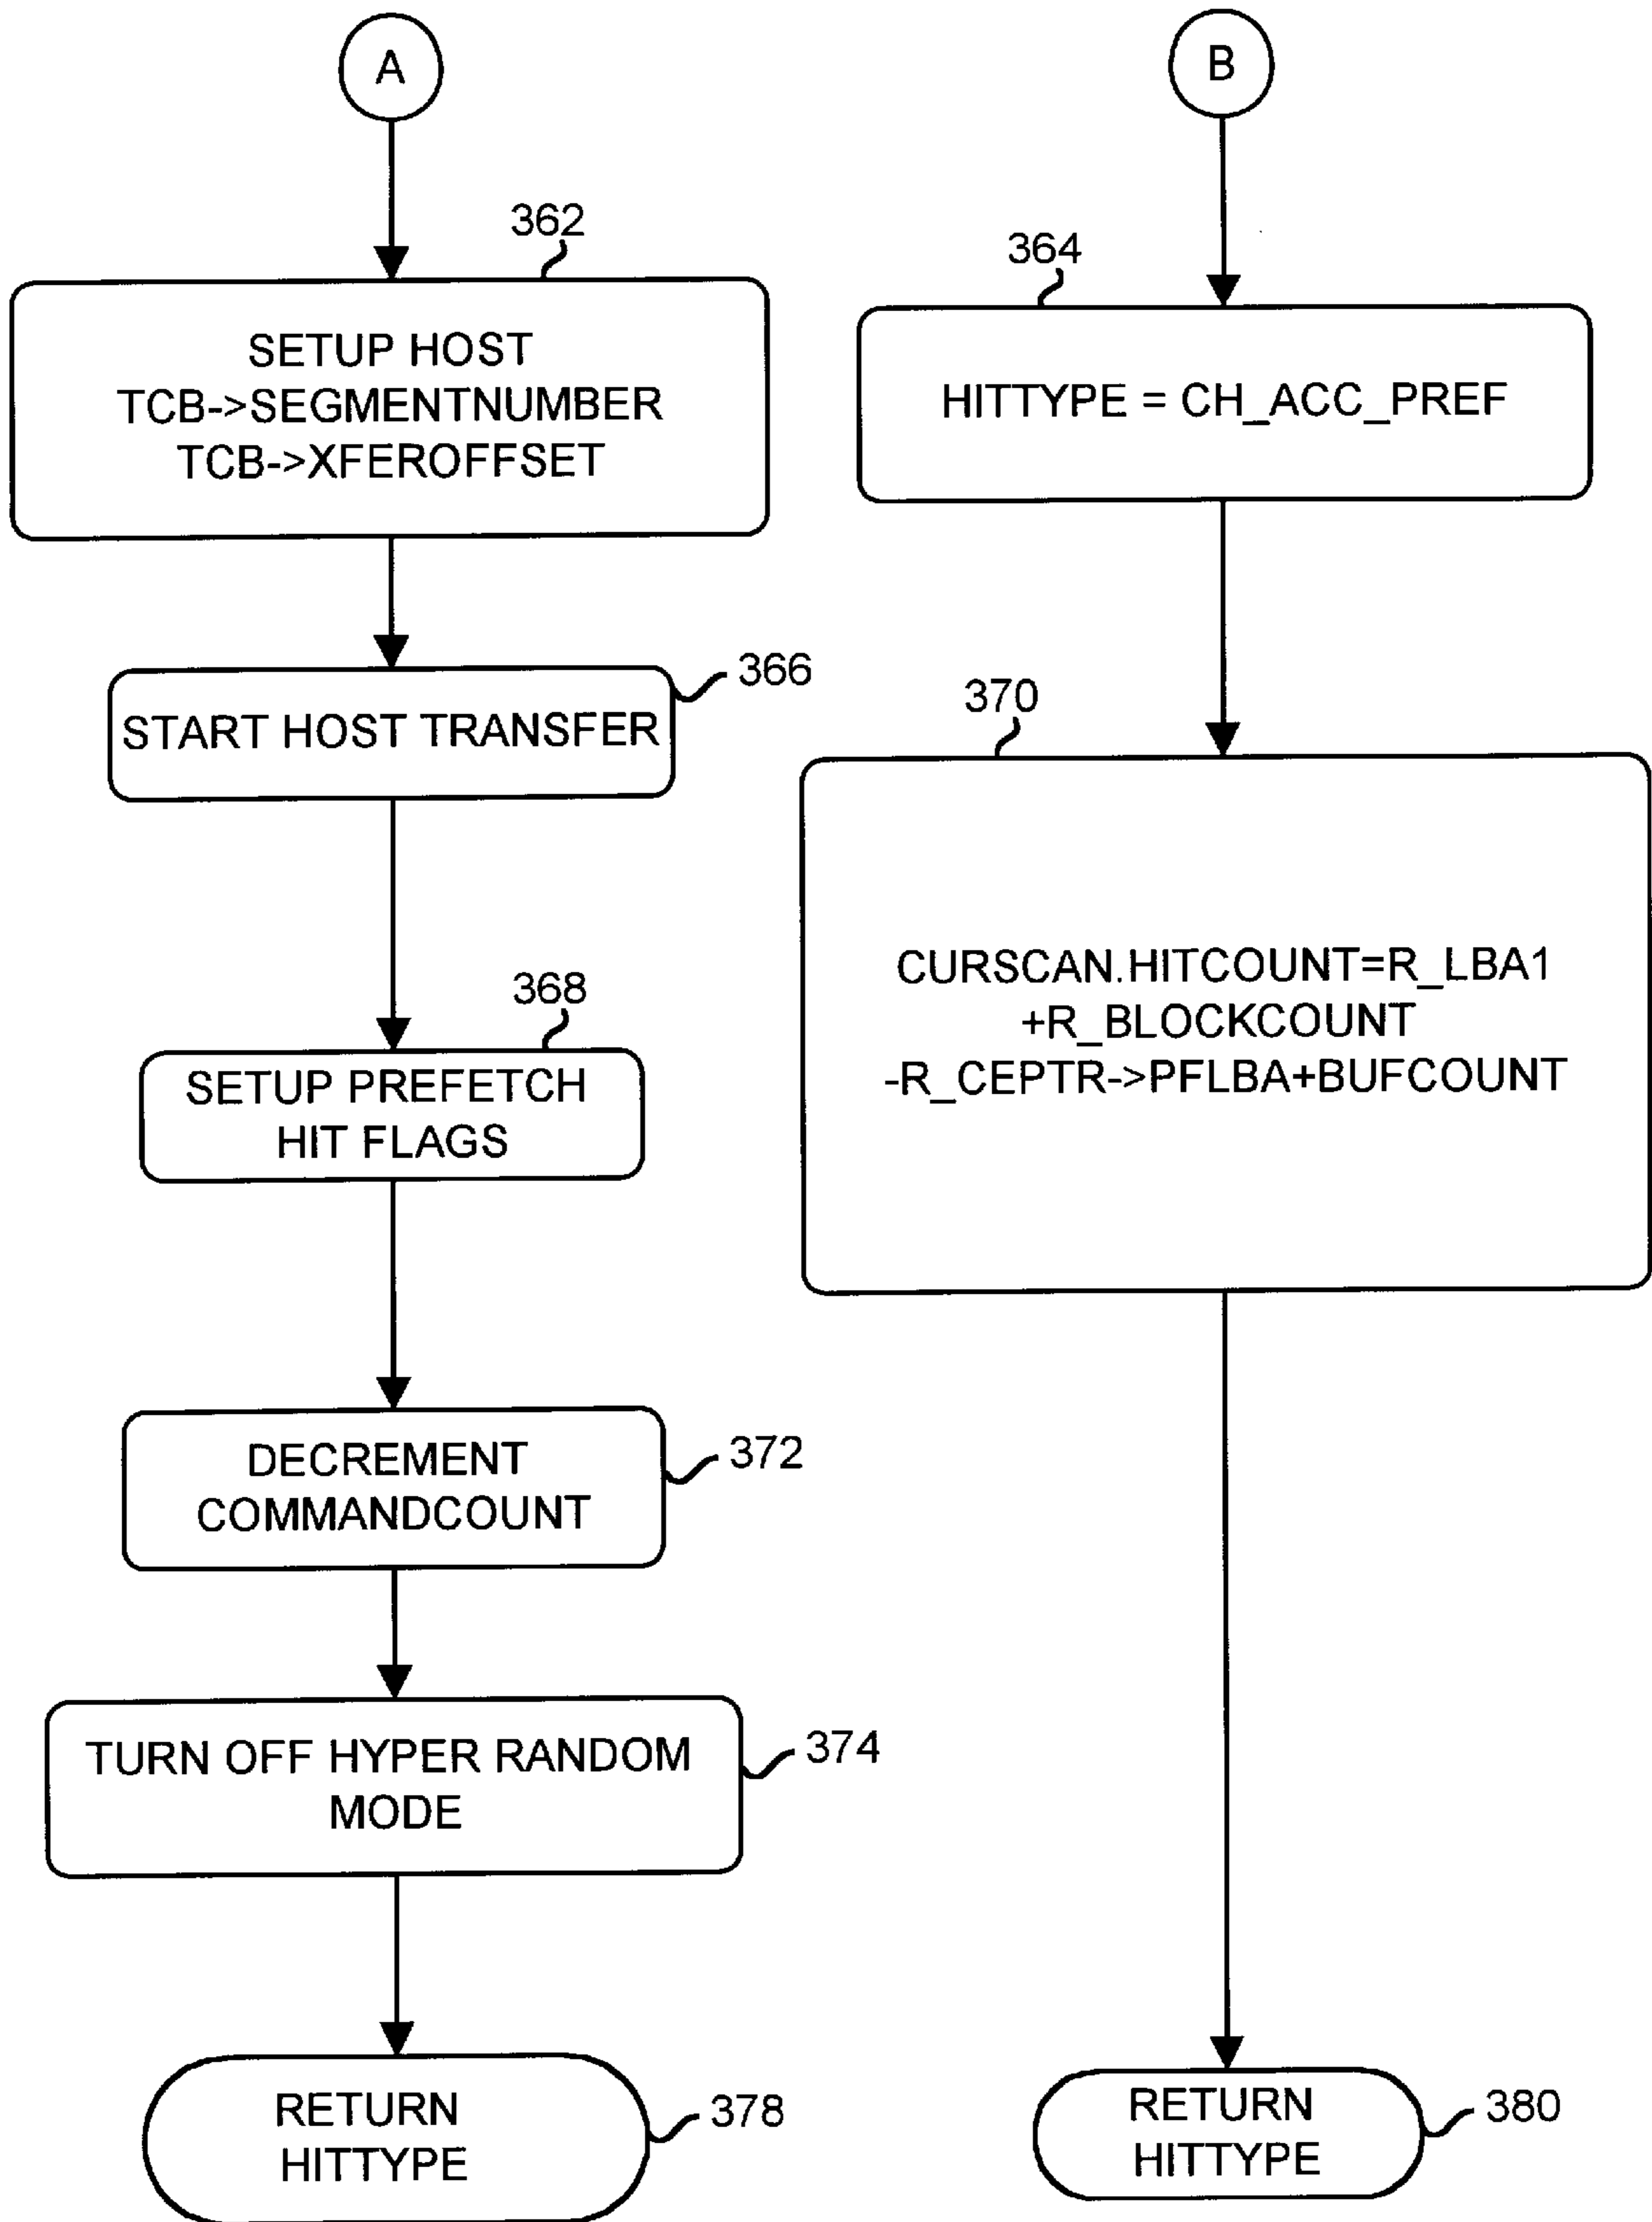 A
362
SETUP HOST
TCB->SEGMENTNUMBER
TCB->XFEROFFSET
366
START HOST TRANSFER
368
SETUP PREFETCH
HIT FLAGS
372
DECREMENT
COMMANDCOUNT
374
TURN OFF HYPER RANDOM
MODE
378
RETURN
HITTYPE
B
364
HITTYPE = CH_ACC_PREF
370
CURSCAN.HITCOUNT=R_LBA1
+R_BLOCKCOUNT
-R_CEPTR->PFLBA+BUFCOUNT
380
RETURN
HITTYPE